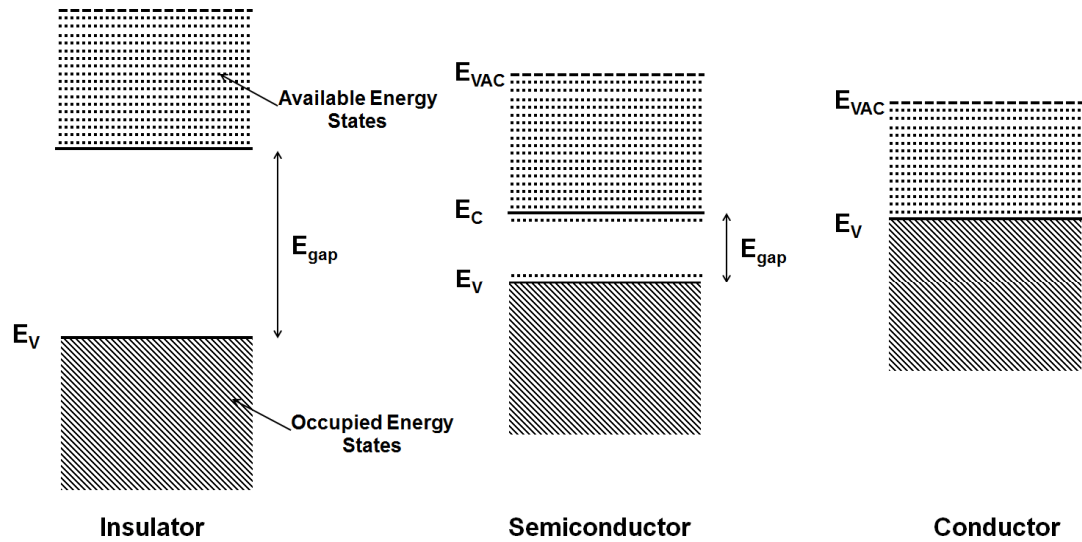 Available Energy
States
E_gap
E_V
Occupied Energy
States
Insulator
E_VAC
E_C
E_gap
E_V
Semiconductor
E_VAC
E_V
Conductor